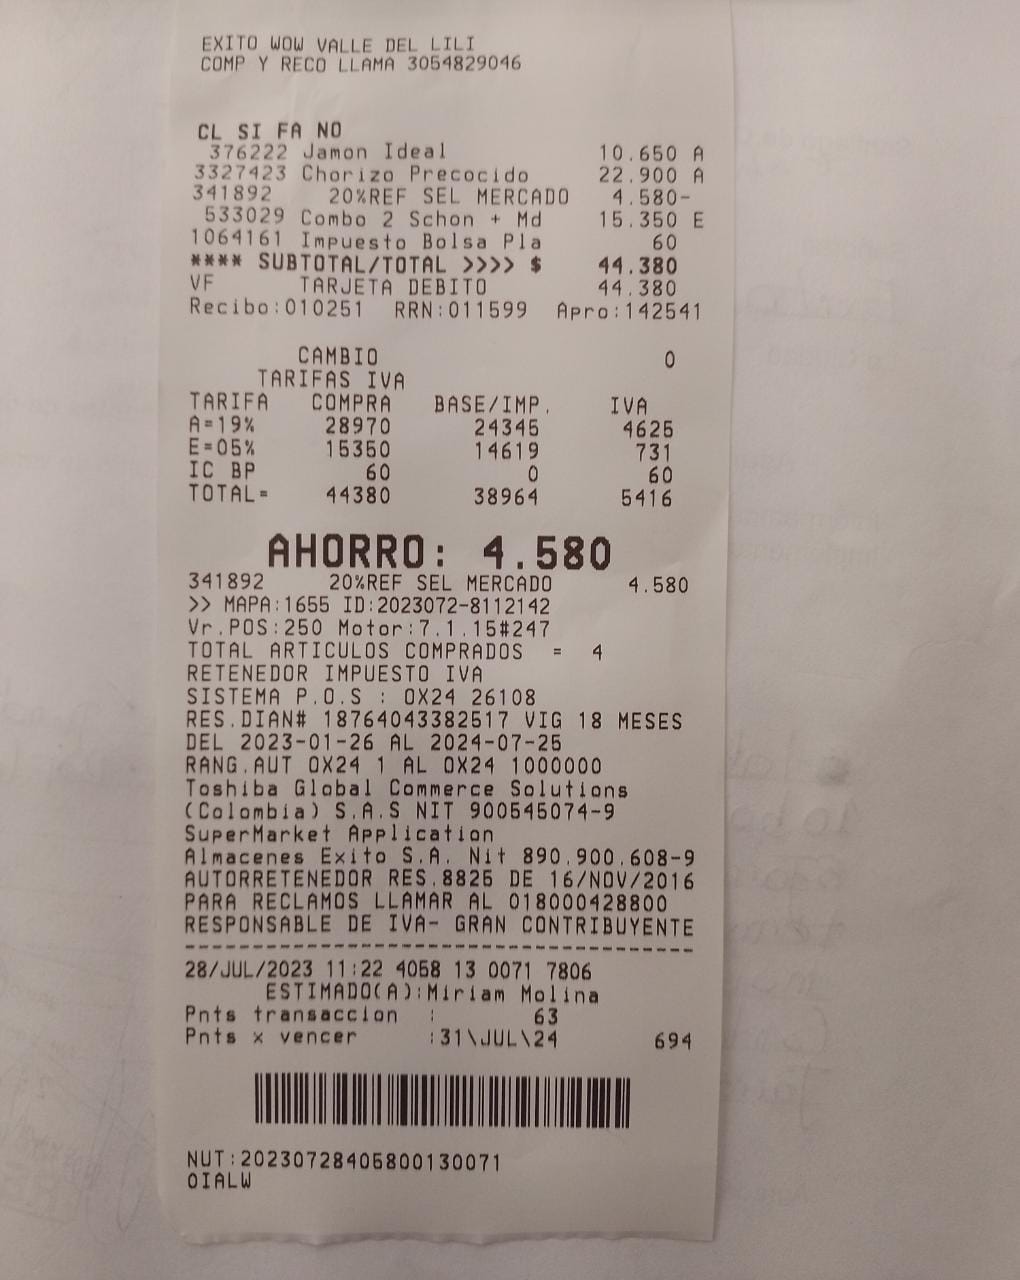 EXITO WOW VALLE DEL LILI
COMP Y RECO LLAMA 3054829046
CL SI FA NO
376222 Jamon Ideal 10.650 A
3327423 Chorizo Precocido 22.900 A
341892 20%REF SEL MERCADO 4.580-
533029 Combo 2 Schon + Md 15.350 E
1064161 Impuesto Bolsa Pla 60
**** SUBTOTAL/TOTAL >>>> $ 44.380
VF TARJETA DEBITO 44.380
Recibo:010251 RRN:011599 Apro:142541
CAMBIO 0
TARIFAS IVA
TARIFA COMPRA BASE/IMP. IVA
A=19% 28970 24345 4625
E=05% 15350 14619 731
IC BP 60 0 60
TOTAL= 44380 38964 5416
AHORRO: 4.580
341892 20%REF SEL MERCADO 4.580
>> MAPA:1655 ID:2023072-8112142
Vr.POS:250 Motor:7.1.15#247
TOTAL ARTICULOS COMPRADOS = 4
RETENEDOR IMPUESTO IVA
SISTEMA P.O.S : OX24 26108
RES.DIAN# 18764043382517 VIG 18 MESES
DEL 2023-01-26 AL 2024-07-25
RANG.AUT OX24 1 AL OX24 1000000
Toshiba Global Commerce Solutions
(Colombia) S.A.S NIT 900545074-9
SuperMarket Application
Almacenes Exito S.A. Nit 890.900.608-9
AUTORRETENEDOR RES.8825 DE 16/NOV/2016
PARA RECLAMOS LLAMAR AL 018000428800
RESPONSABLE DE IVA- GRAN CONTRIBUYENTE
---------------------------------------
28/JUL/2023 11:22 4058 13 0071 7806
ESTIMADO(A):Miriam Molina
Pnts transaccion : 63
Pnts x vencer :31\JUL\24 694
NUT:2023072840580​0130071
OIALW